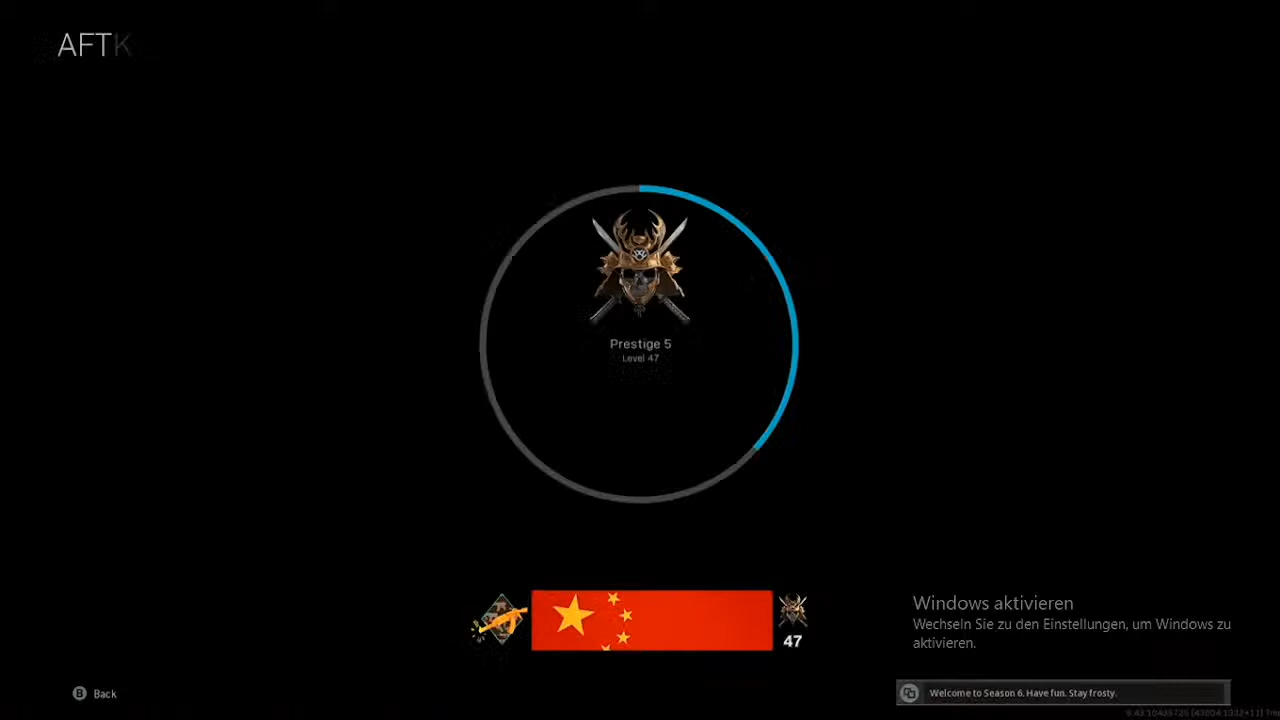 AFTK
Prestige 5
Level 47
47
Windows aktivieren
Wechseln Sie zu den Einstellungen, um Windows zu
aktivieren.
B Back
Welcome to Season 6. Have fun. Stay frosty.